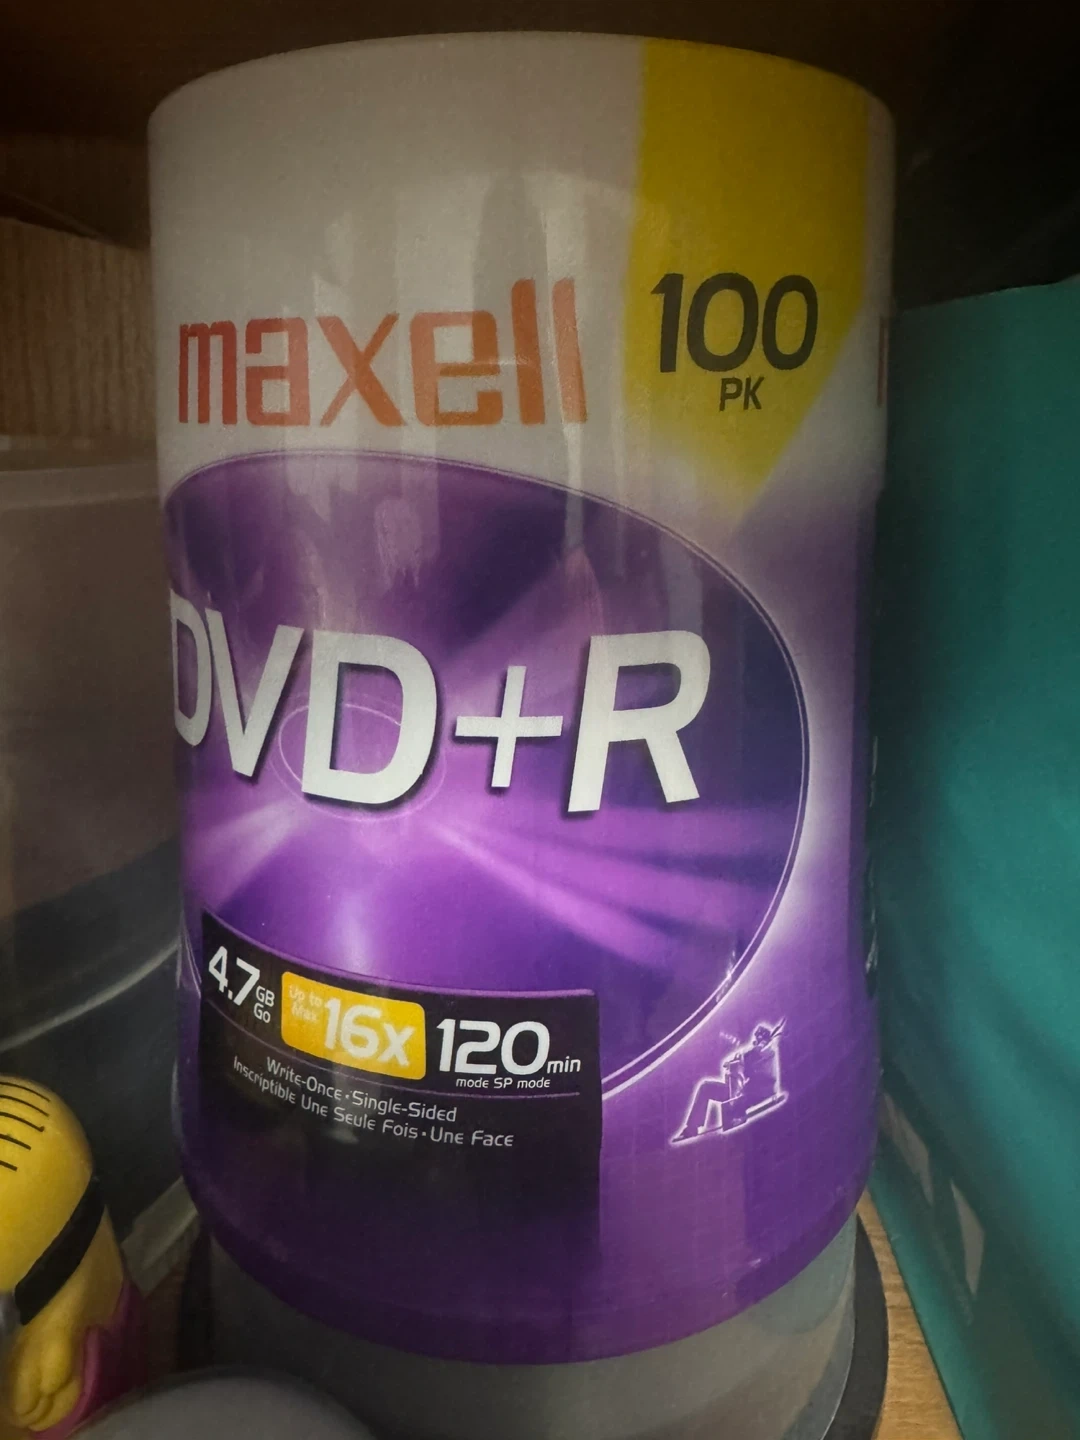 maxell
100
PK
DVD+R
4.7 GB
Go
Up to
Max
16x
120 min
mode SP mode
Write-Once • Single-Sided
Inscriptible Une Seule Fois • Une Face